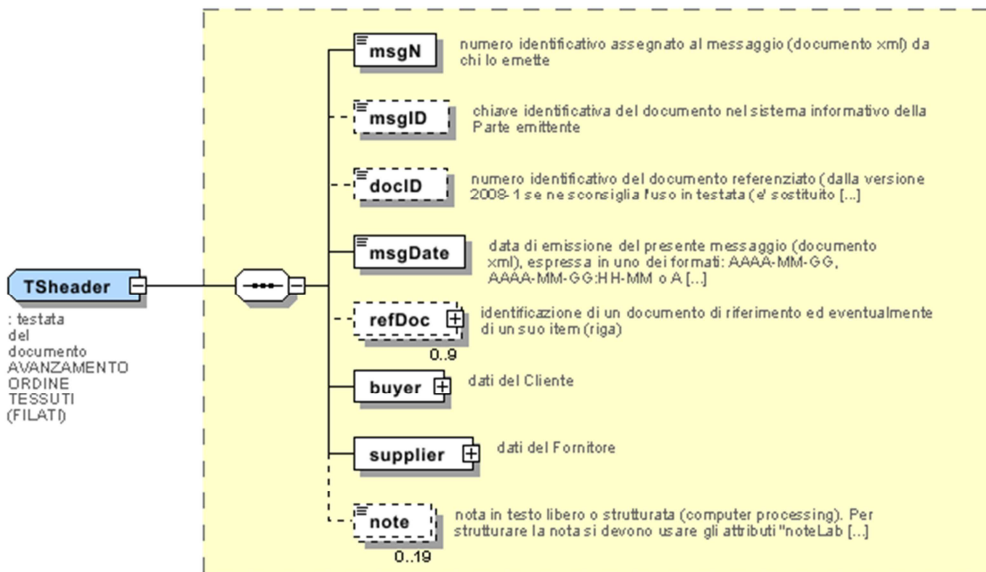 msgN
numero identificativo assegnato al messaggio (documento xml) da
chi lo emette
msgID
chiave identificativa del documento nel sistema informativo della
Parte emittente
docID
numero identificativo del documento referenziato (dalla versione
2008-1 se ne sconsiglia l'uso in testata (e' sostituito [...]
msgDate
data di emissione del presente messaggio (documento
xml), espressa in uno dei formati: AAAA-MM-GG,
AAAA-MM-GG:HH-MM o A [...]
TSheader
: testata
del
documento
AVANZAMENTO
ORDINE
TESSUTI
(FILATI)
refDoc
identificazione di un documento di riferimento ed eventualmente
di un suo item (riga)
0..9
buyer
dati del Cliente
supplier
dati del Fornitore
note
nota in testo libero o strutturata (computer processing). Per
strutturare la nota si devono usare gli attributi "noteLab [...]
0..19